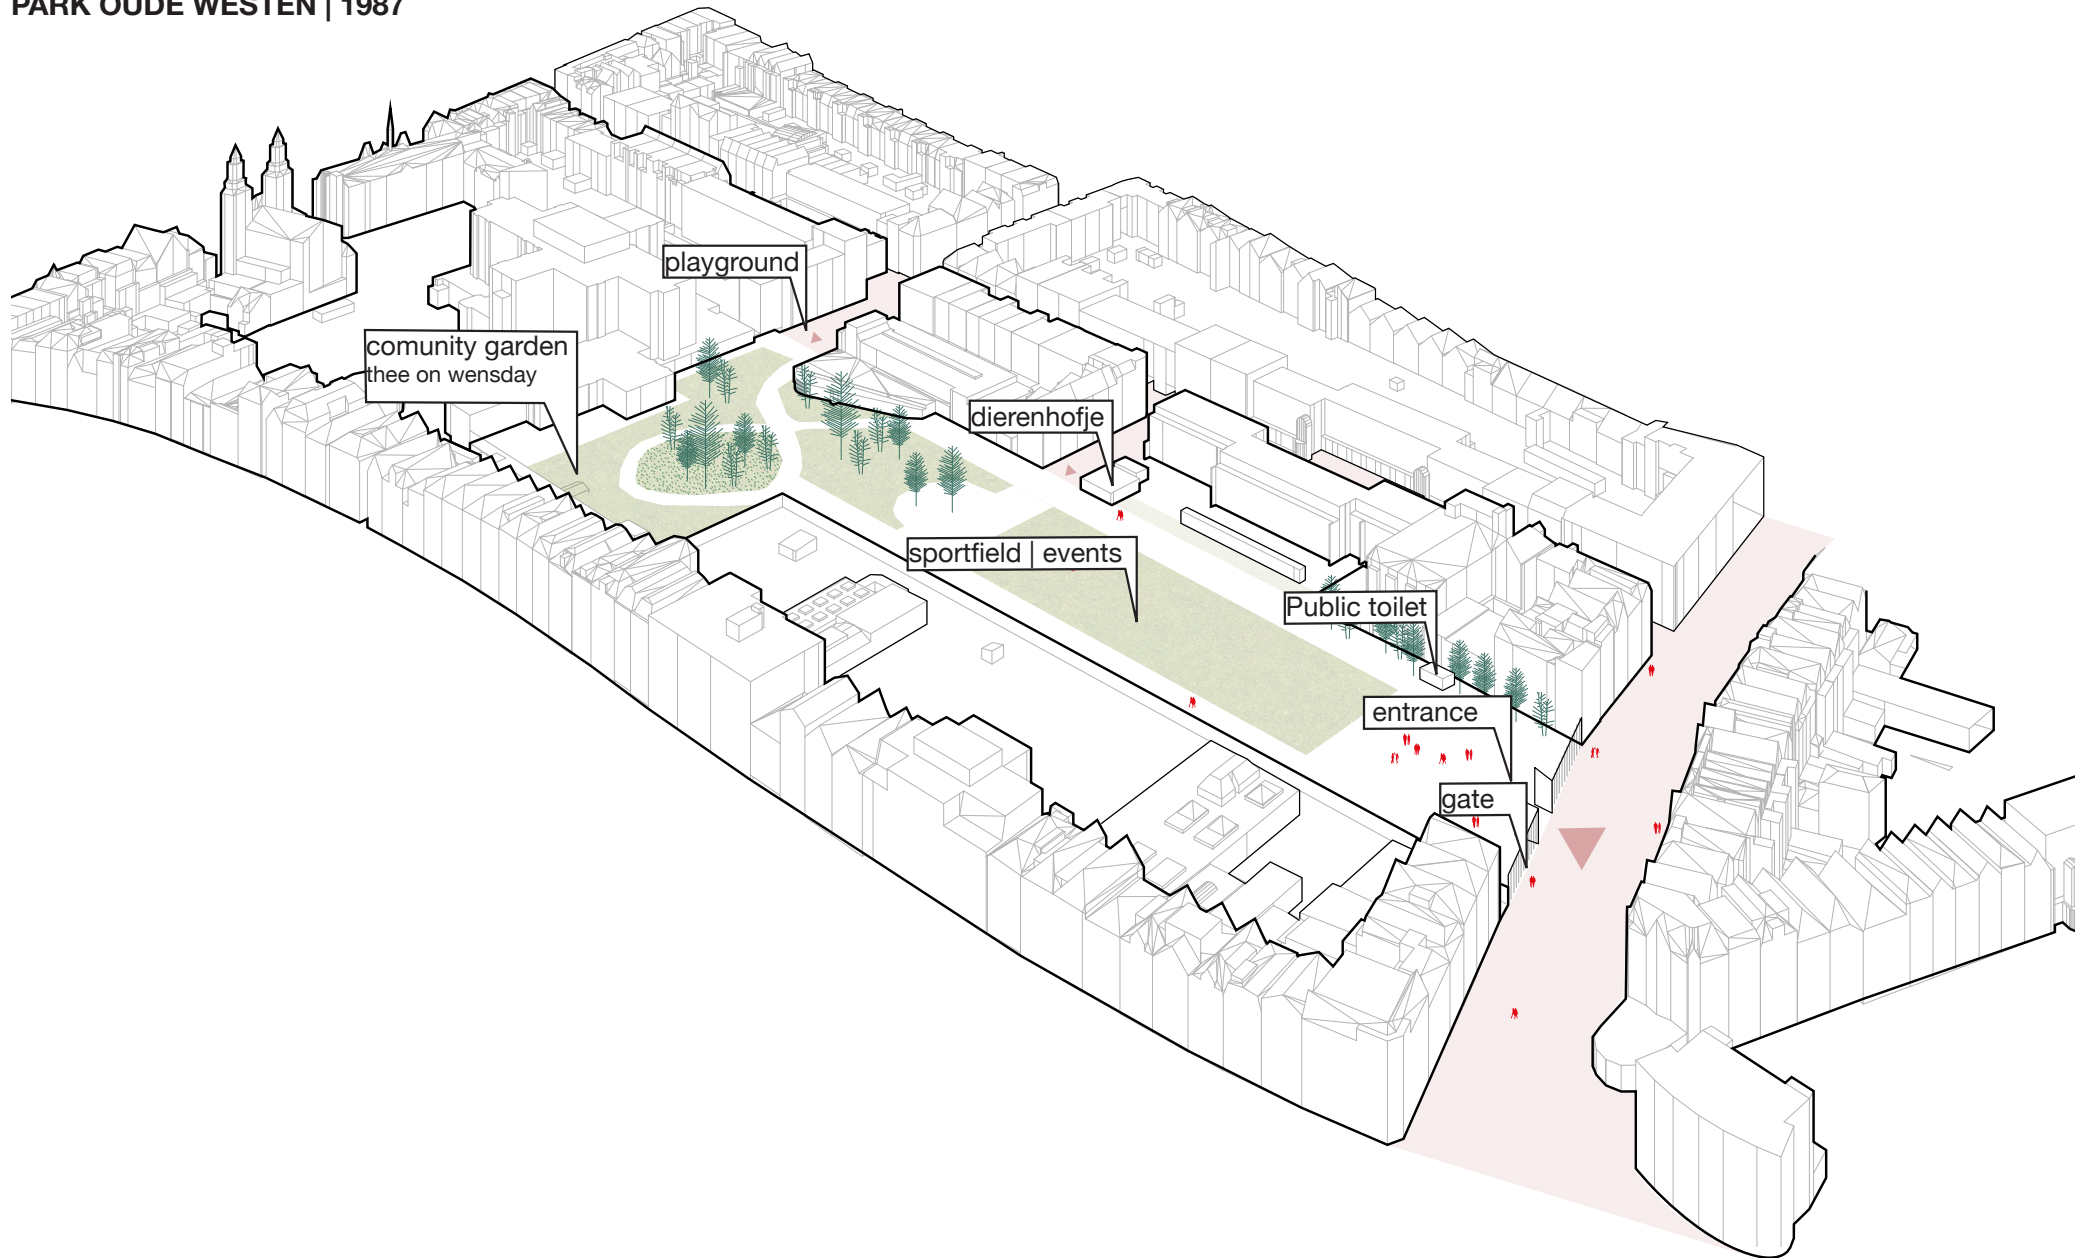 PARK OUDE WESTEN | 1987
playground
comunity garden
thee on wensday
dierenhofje
sportfield | events
Public toilet
entrance
gate